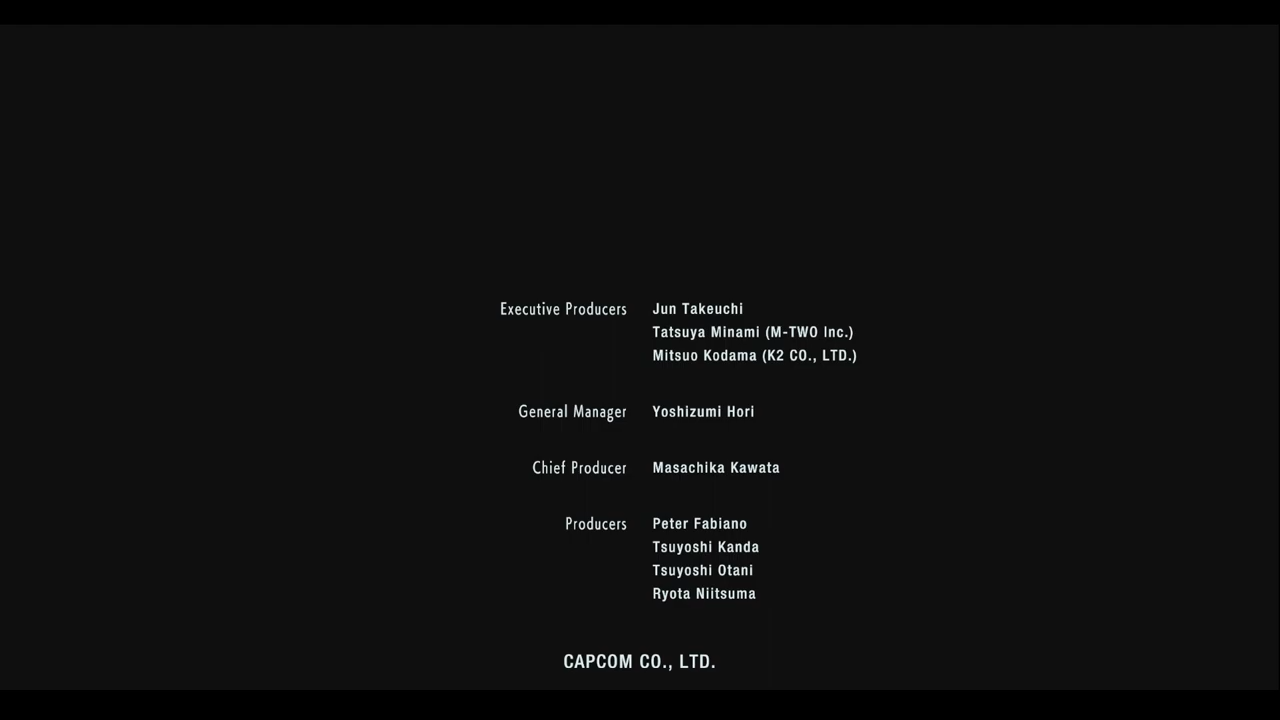 Executive Producers Jun Takeuchi
Tatsuya Minami (M-TWO Inc.)
Mitsuo Kodama (K2 CO., LTD.)
General Manager Yoshizumi Hori
Chief Producer Masachika Kawata
Producers Peter Fabiano
Tsuyoshi Kanda
Tsuyoshi Otani
Ryota Niitsuma
CAPCOM CO., LTD.